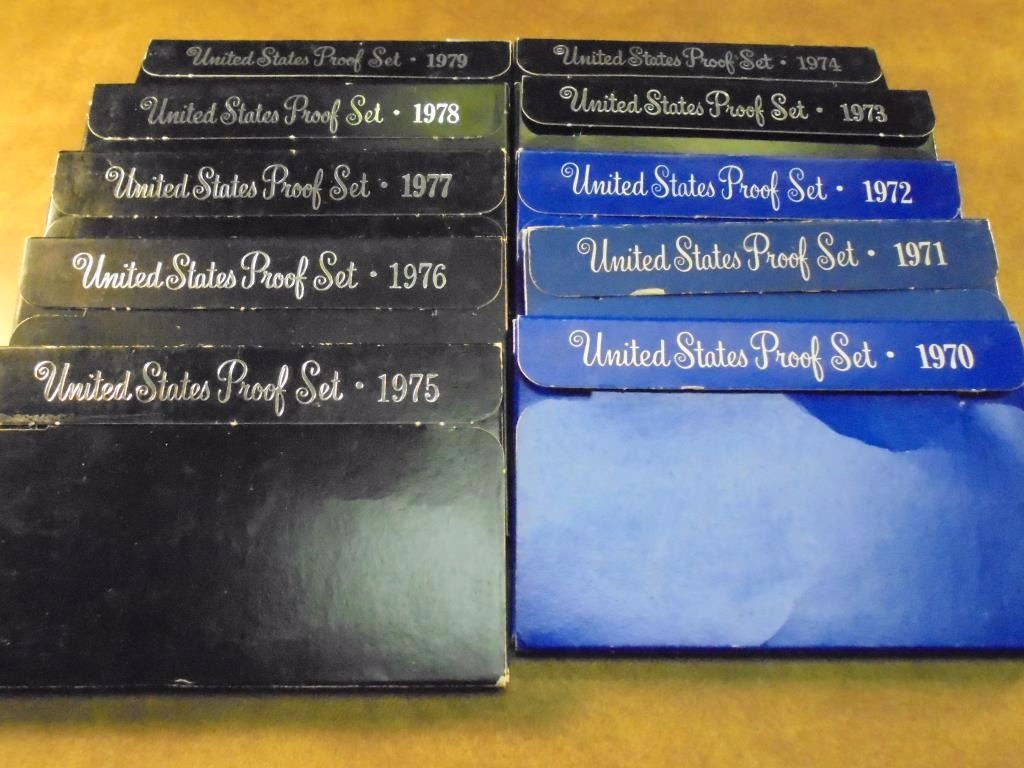 United States Proof Set · 1979
United States Proof Set · 1978
United States Proof Set · 1977
United States Proof Set · 1976
United States Proof Set · 1975
United States Proof Set · 1974
United States Proof Set · 1973
United States Proof Set · 1972
United States Proof Set · 1971
United States Proof Set · 1970